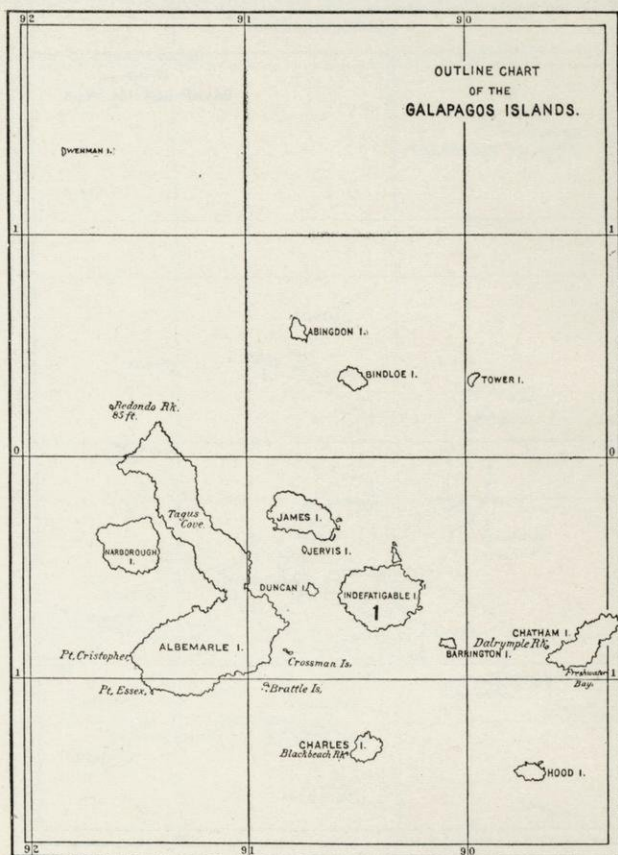 92
91
90
OUTLINE CHART
OF THE
GALAPAGOS ISLANDS.
WENMAN I.
1
1
ABINGDON I.
BINDLOE I.
TOWER I.
Redondo Rk.
85 ft.
0
0
Tagus
Cove.
JAMES I.
NARBOROUGH
I.
JERVIS I.
DUNCAN I.
INDEFATIGABLE I.
1
CHATHAM I.
Dalrymple Rk.
ALBEMARLE I.
Pt. Cristopher
BARRINGTON I.
Crossman Is.
Freshwater
Bay.
1
1
Pt. Essex.
Brattle Is.
CHARLES I.
Blackbeach Rk.
HOOD I.
92
91
90